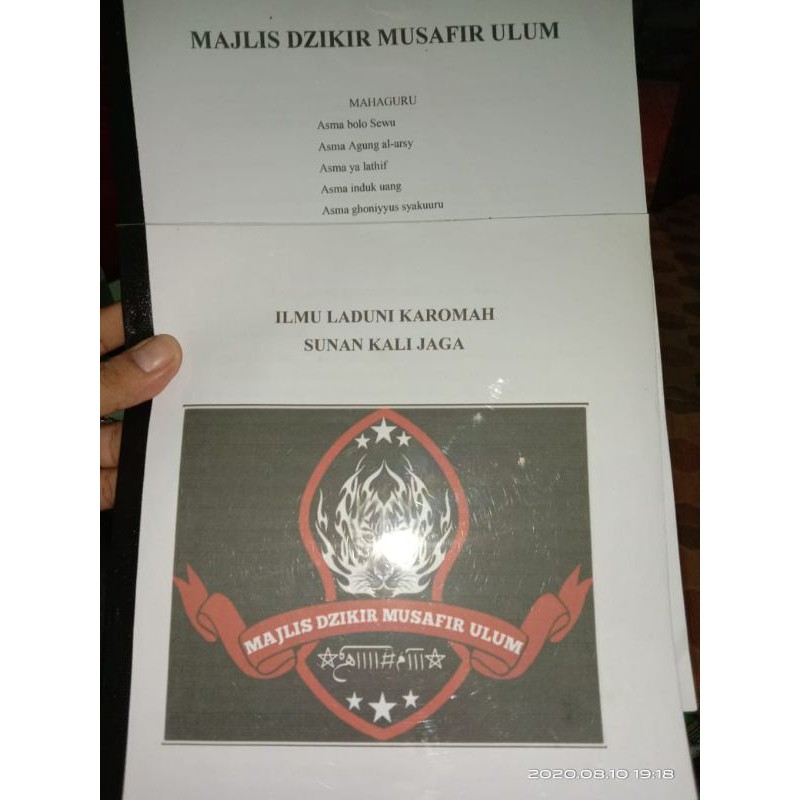 MAJLIS DZIKIR MUSAFIR ULUM
MAHAGURU
Asma bolo Sewu
Asma Agung al-arsy
Asma ya lathif
Asma induk uang
Asma ghoniyyus syakuuru
ILMU LADUNI KAROMAH
SUNAN KALI JAGA
MAJLIS DZIKIR MUSAFIR ULUM
2020.08.10 19:18